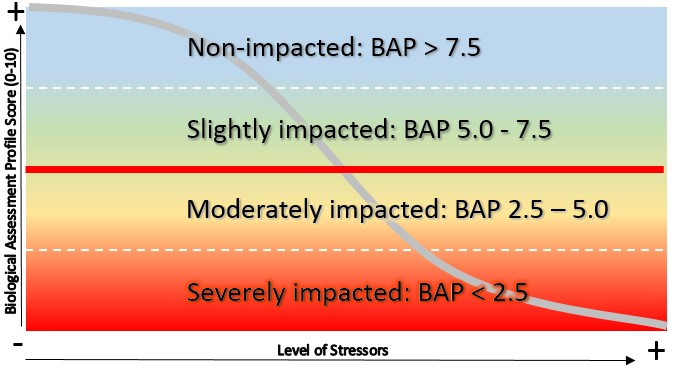 +
Biological Assessment Profile Score (0-10)
Non-impacted: BAP > 7.5
Slightly impacted: BAP 5.0 - 7.5
Moderately impacted: BAP 2.5 – 5.0
Severely impacted: BAP < 2.5
-
Level of Stressors
+